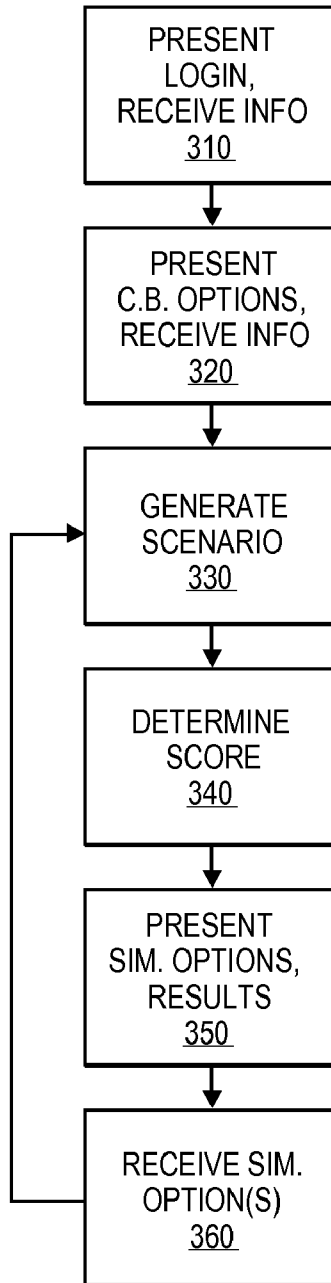 PRESENT
LOGIN,
RECEIVE INFO
310
PRESENT
C.B. OPTIONS,
RECEIVE INFO
320
GENERATE
SCENARIO
330
DETERMINE
SCORE
340
PRESENT
SIM. OPTIONS,
RESULTS
350
RECEIVE SIM.
OPTION(S)
360